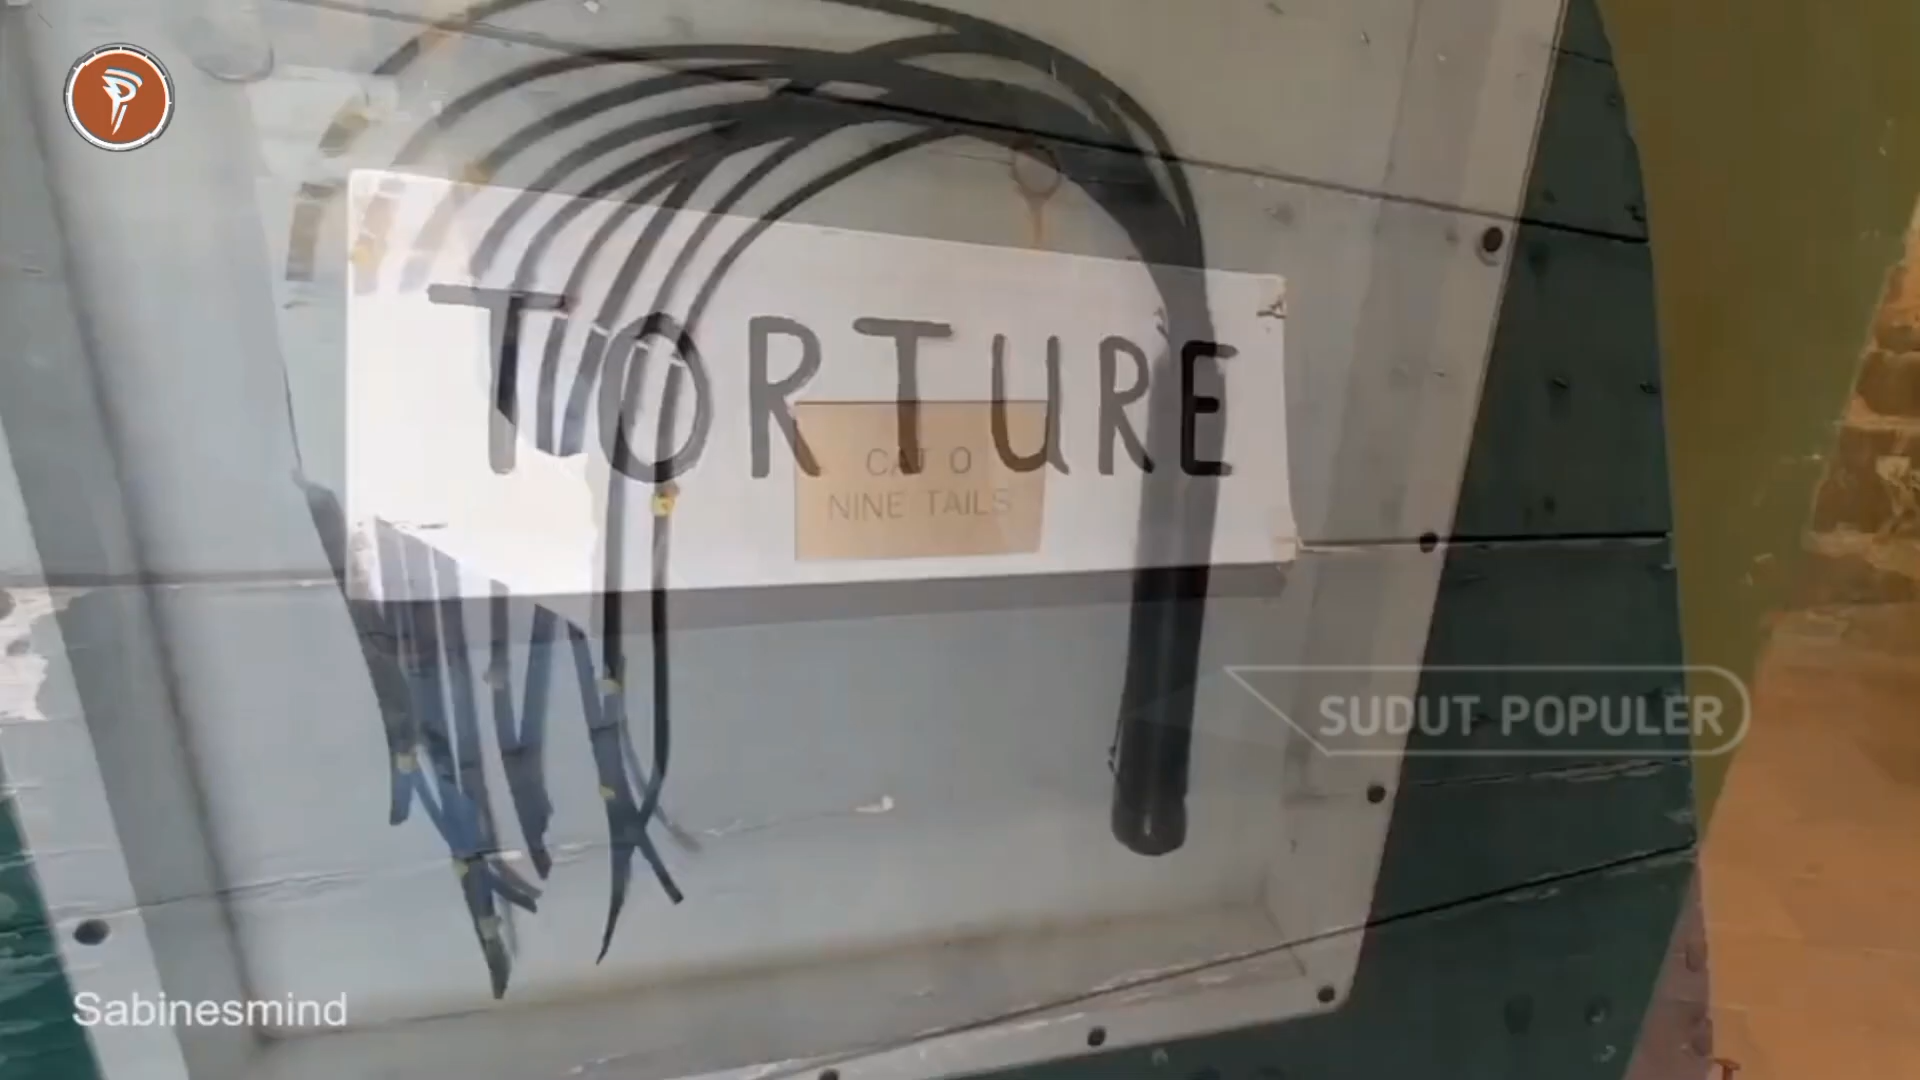 TORTURE
CAT O
NINE TAILS
SUDUT POPULER
Sabinesmind